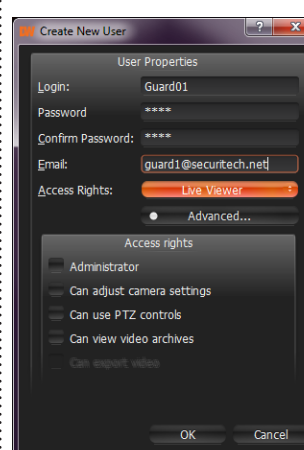 DW Create New User ? X
User Properties
Login: Guard01
Password ****
Confirm Password: ****
Email: guard1@securitech.net
Access Rights: Live Viewer
Advanced...
Access rights
Administrator
Can adjust camera settings
Can use PTZ controls
Can view video archives
Can export video
OK Cancel